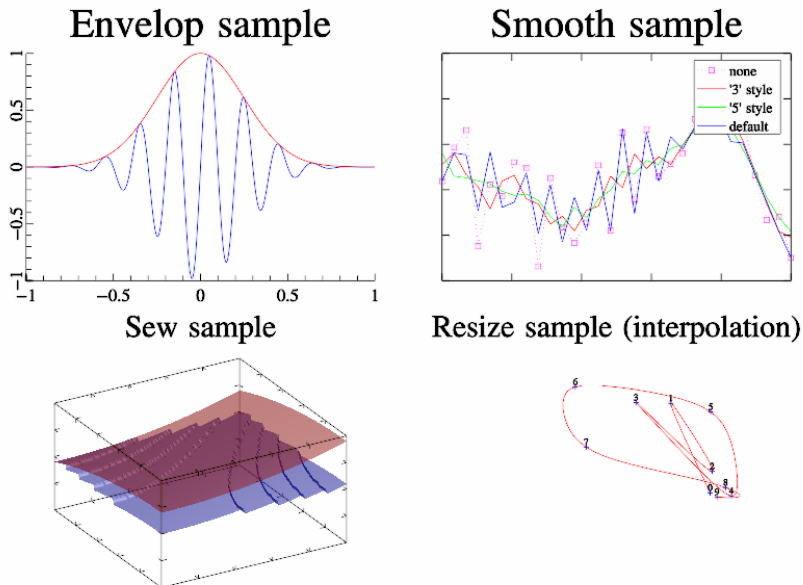 Envelop sample
Smooth sample
1
0.5
0
−0.5
−1
−1
−0.5
0
0.5
1
none
'3' style
'5' style
default
Sew sample
Resize sample (interpolation)
6
3
1
5
7
2
8
0
9
4